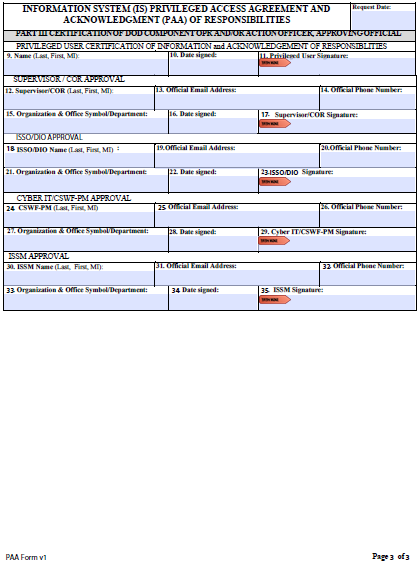 INFORMATION SYSTEM (IS) PRIVILEGED ACCESS AGREEMENT AND
ACKNOWLEDGMENT (PAA) OF RESPONSIBILITIES
Request Date:
PART III CERTIFICATION OF DOD COMPONENT OPR AND/OR ACTION OFFICER, APPROVING OFFICIAL
PRIVILEGED USER CERTIFICATION OF INFORMATION and ACKNOWLEDGEMENT OF RESPONSIBLITIES
9. Name (Last, First, MI): 10. Date signed: 11. Privileged User Signature:
SUPERVISOR / COR APPROVAL
12. Supervisor/COR (Last, First, MI): 13. Official Email Address: 14. Official Phone Number:
15. Organization & Office Symbol/Department: 16. Date signed: 17- Supervisor/COR Signature:
ISSO/DIO APPROVAL
18 ISSO/DIO Name (Last, First, MI) : 19.Official Email Address: 20.Official Phone Number:
21. Organization & Office Symbol/Department: 22. Date signed: 23-ISSO/DIO Signature:
CYBER IT/CSWF-PM APPROVAL
24. CSWF-PM (Last, First, MI) 25 Official Email Address: 26. Official Phone Number:
27. Organization & Office Symbol/Department: 28. Date signed: 29. Cyber IT/CSWF-PM Signature:
ISSM APPROVAL
30. ISSM Name (Last, First, MI): 31. Official Email Address: 32. Official Phone Number:
33. Organization & Office Symbol/Department: 34 Date signed: 35. ISSM Signature:
PAA Form v1 Page 3 of 3